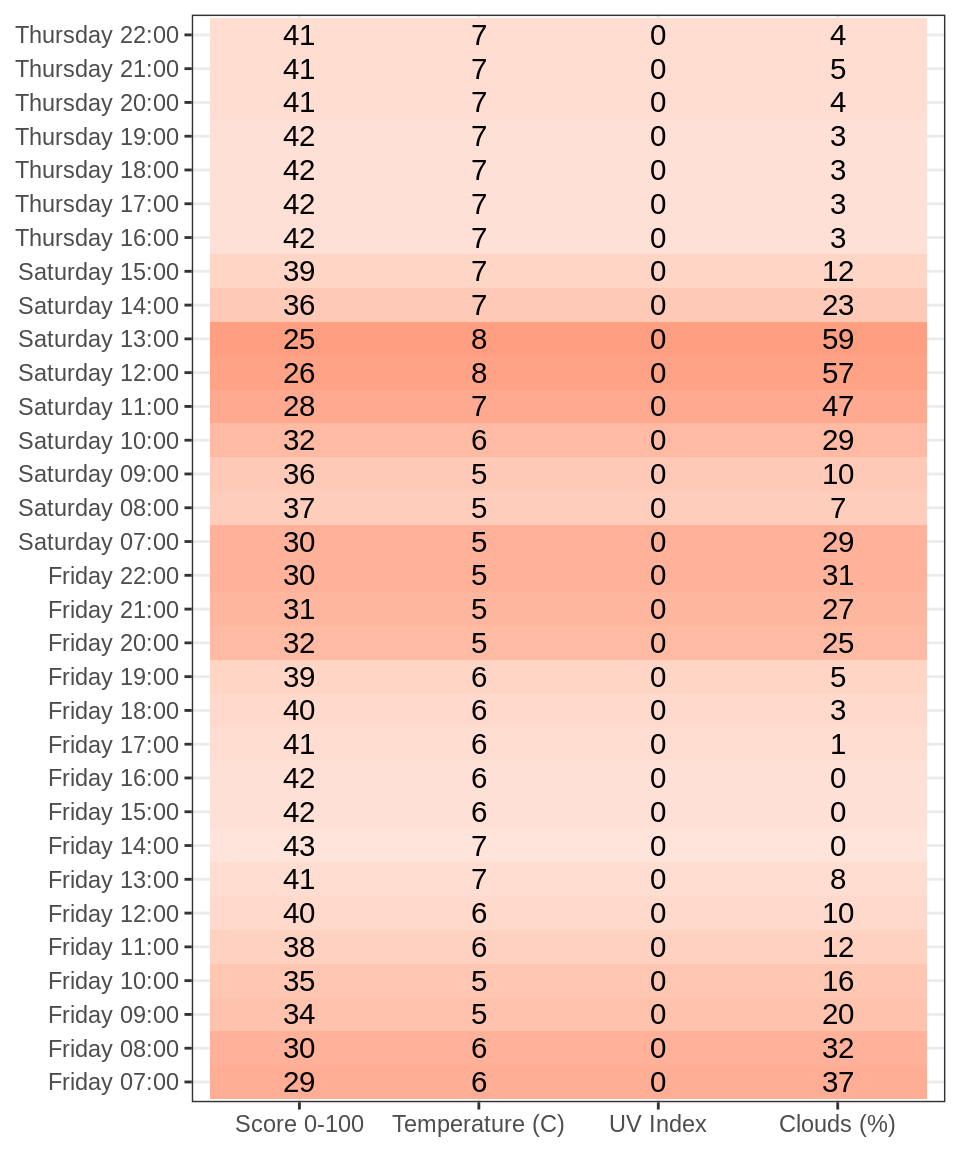 Thursday 22:00 41 7 0 4
Thursday 21:00 41 7 0 5
Thursday 20:00 41 7 0 4
Thursday 19:00 42 7 0 3
Thursday 18:00 42 7 0 3
Thursday 17:00 42 7 0 3
Thursday 16:00 42 7 0 3
Saturday 15:00 39 7 0 12
Saturday 14:00 36 7 0 23
Saturday 13:00 25 8 0 59
Saturday 12:00 26 8 0 57
Saturday 11:00 28 7 0 47
Saturday 10:00 32 6 0 29
Saturday 09:00 36 5 0 10
Saturday 08:00 37 5 0 7
Saturday 07:00 30 5 0 29
Friday 22:00 30 5 0 31
Friday 21:00 31 5 0 27
Friday 20:00 32 5 0 25
Friday 19:00 39 6 0 5
Friday 18:00 40 6 0 3
Friday 17:00 41 6 0 1
Friday 16:00 42 6 0 0
Friday 15:00 42 6 0 0
Friday 14:00 43 7 0 0
Friday 13:00 41 7 0 8
Friday 12:00 40 6 0 10
Friday 11:00 38 6 0 12
Friday 10:00 35 5 0 16
Friday 09:00 34 5 0 20
Friday 08:00 30 6 0 32
Friday 07:00 29 6 0 37
Score 0-100 Temperature (C) UV Index Clouds (%)